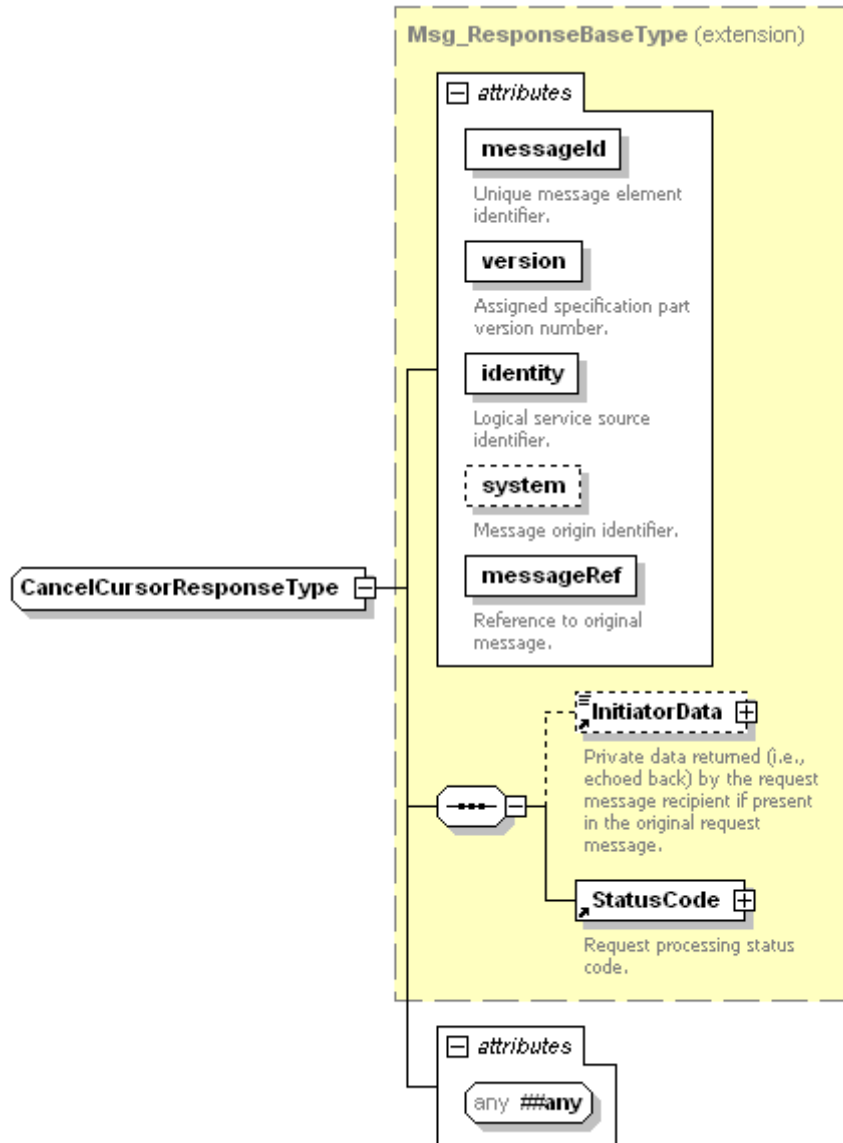 Msg_ResponseBaseType (extension)
attributes
messageId
Unique message element
identifier.
version
Assigned specification part
version number.
identity
Logical service source
identifier.
system
Message origin identifier.
messageRef
Reference to original
message.
CancelCursorResponseType
InitiatorData
Private data returned (i.e.,
echoed back) by the request
message recipient if present
in the original request
message.
StatusCode
Request processing status
code.
attributes
any ##any